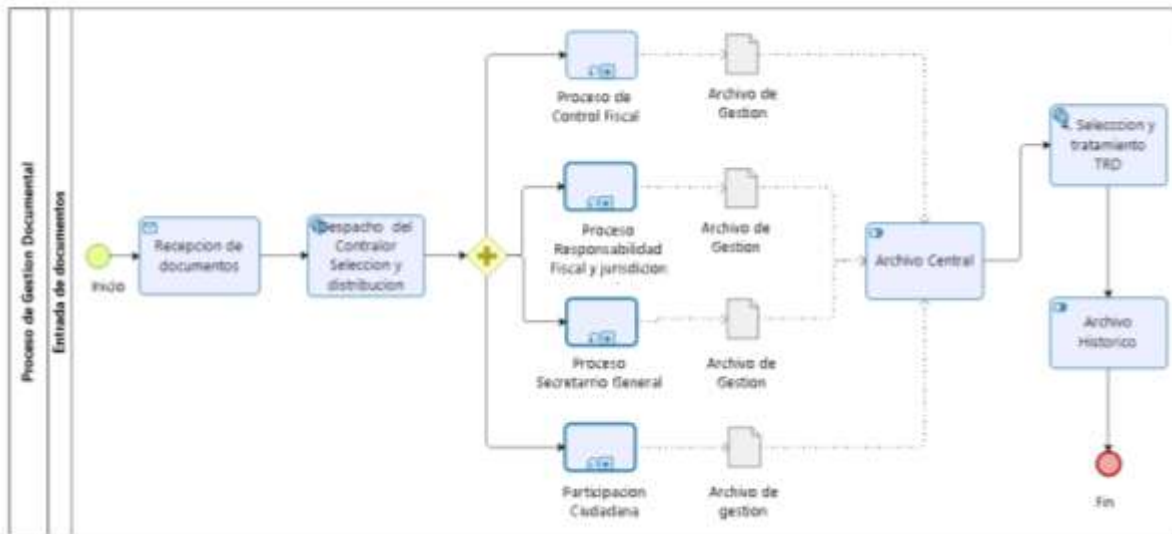 Proceso de Gestion Documental
Entrada de documentos
Inicio
Recepcion de
documentos
Despacho del
Contralor
Seleccion y
distribucion
Proceso de
Control Fiscal
Archivo de
Gestion
Proceso
Responsabilidad
Fiscal y jurisdicion
Archivo de
Gestion
Proceso
Secretarrio General
Archivo de
Gestion
Participacion
Ciudadana
Archivo de
gestion
Archivo Central
Selecccion y
tratamiento
TRD
Archivo
Historico
Fin